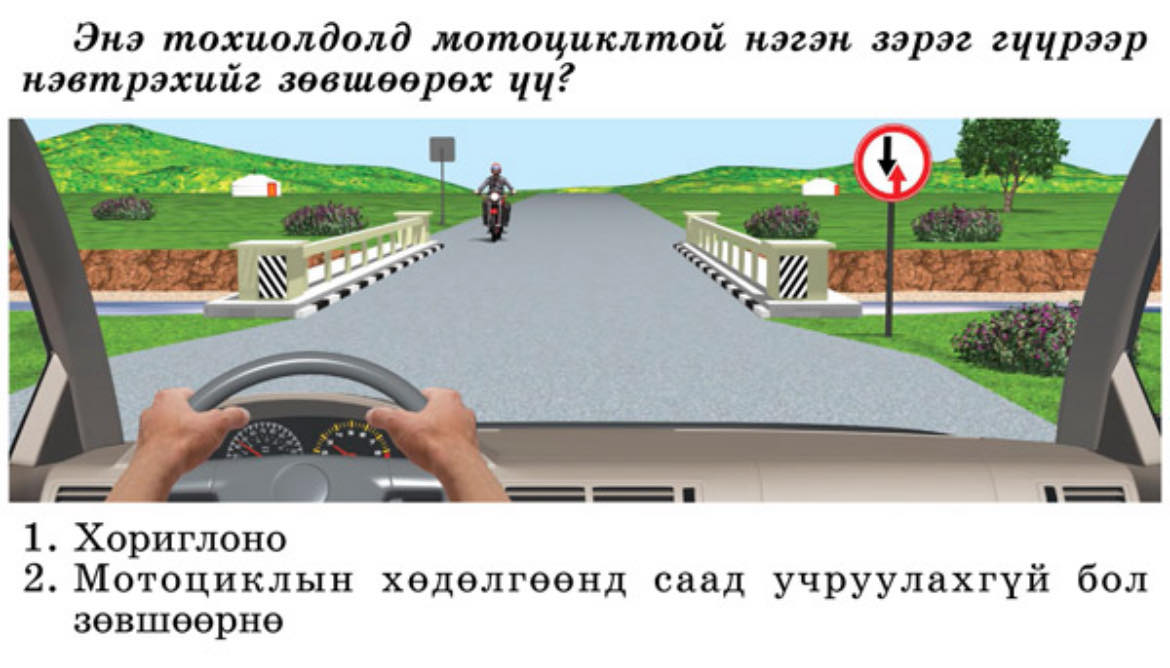 Энэ тохиолдолд мотоциклтой нэгэн зэрэг гүүрээр
нэвтрэхийг зөвшөөрөх үү?
1. Хориглоно
2. Мотоциклын хөдөлгөөнд саад учруулахгүй бол
зөвшөөрнө